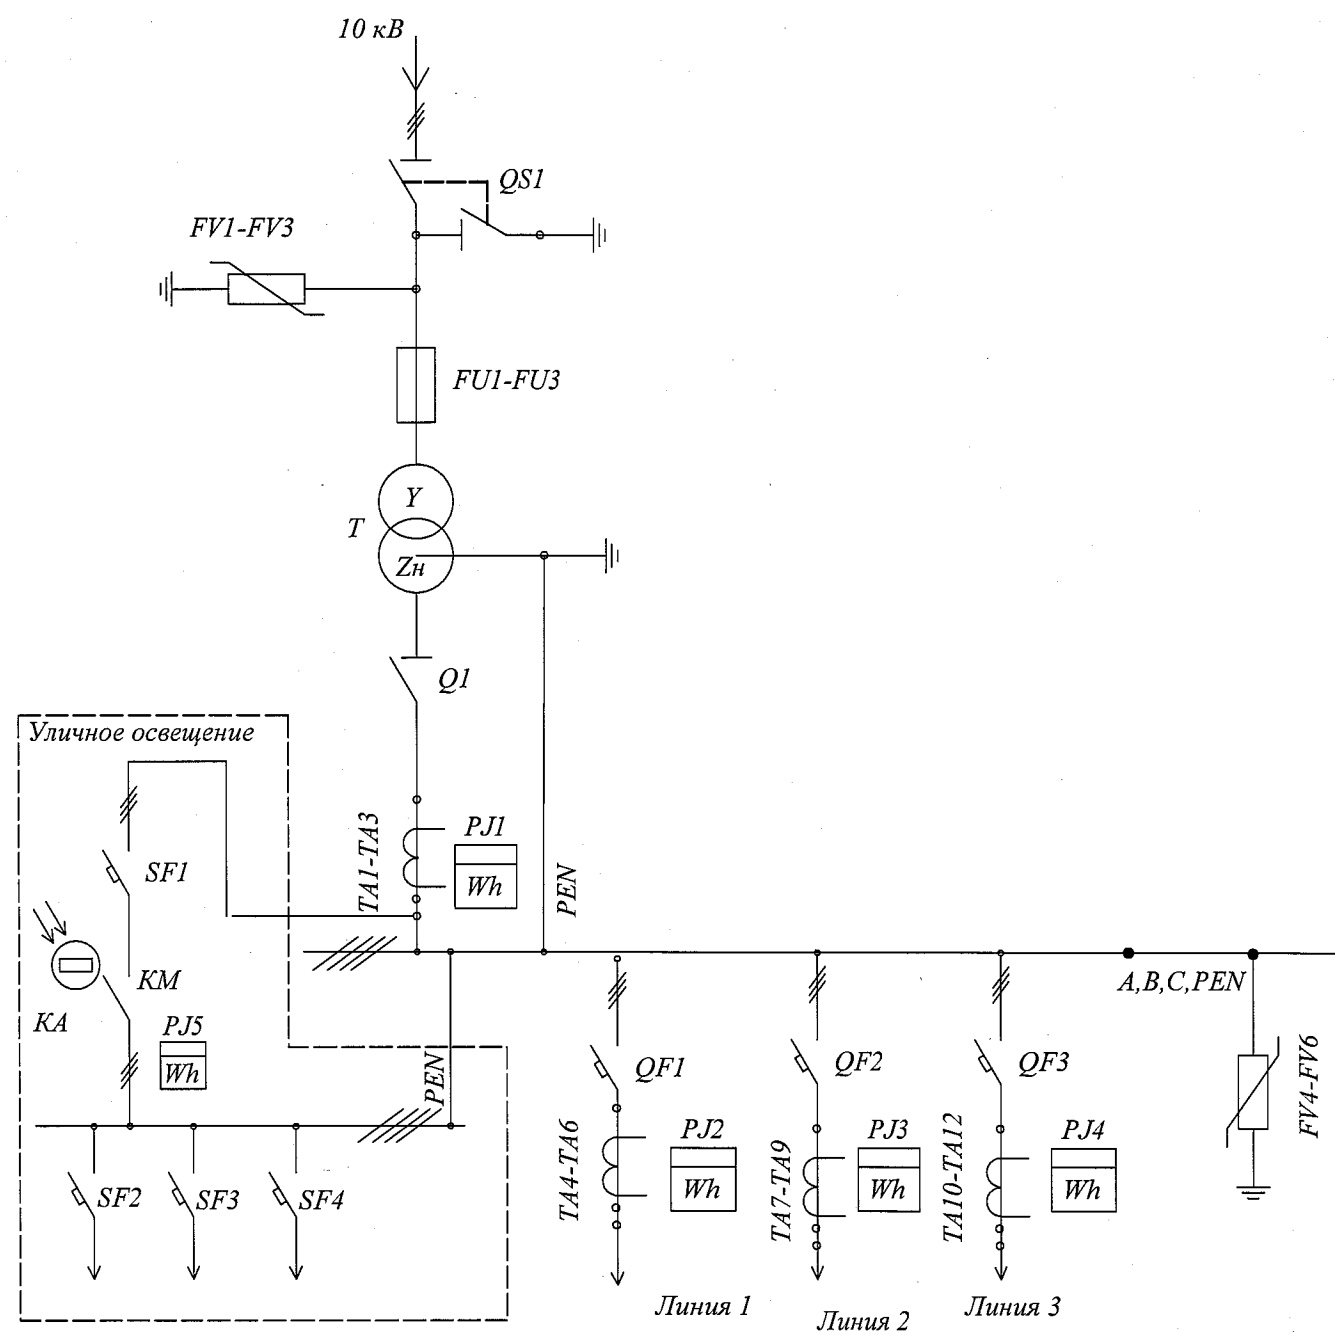 10 кВ
QS1
FV1-FV3
FU1-FU3
Y
T
Zн
Q1
Уличное освещение
TA1-TA3
PJ1
Wh
PEN
SF1
KM
KA
PJ5
Wh
PEN
A,B,C,PEN
QF1
QF2
QF3
FV4-FV6
TA4-TA6
PJ2
Wh
TA7-TA9
PJ3
Wh
TA10-TA12
PJ4
Wh
SF2
SF3
SF4
Линия 1
Линия 2
Линия 3